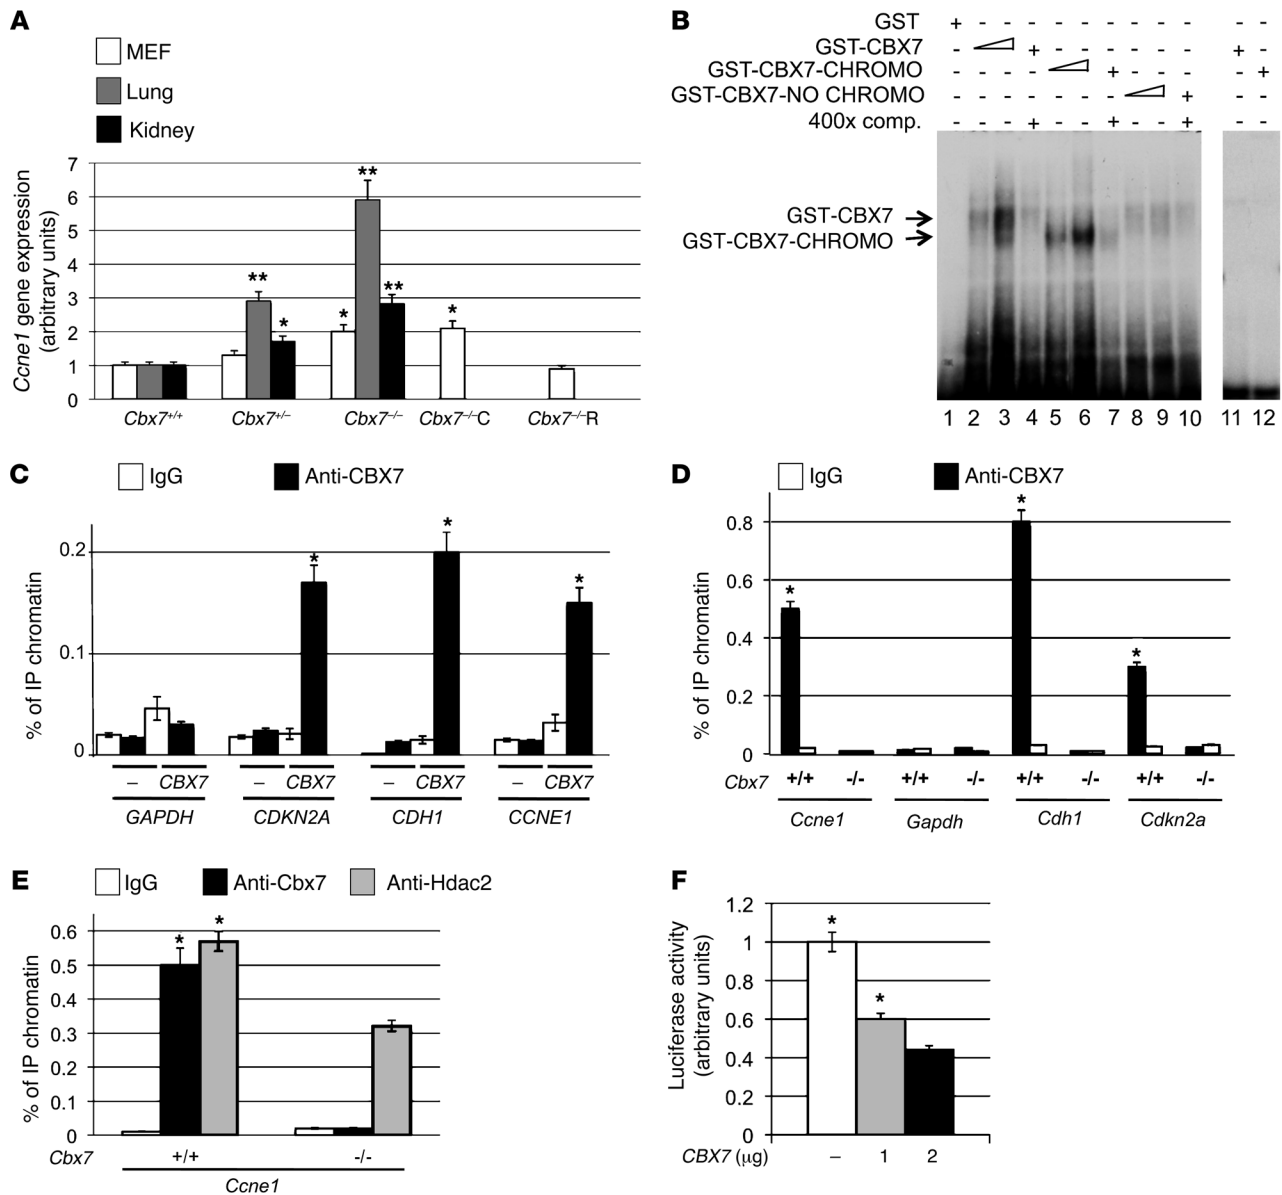 A
MEF
Lung
Kidney
Ccne1 gene expression
(arbitrary units)
7
6
5
4
3
2
1
0
** ** ** * * *
Cbx7+/+ Cbx7+/– Cbx7–/– Cbx7–/–C Cbx7–/–R
B
GST + - - - - - - - - - - -
GST-CBX7 - + - - - - - - + -
GST-CBX7-CHROMO - - - - + - - - - +
GST-CBX7-NO CHROMO - - - - - - - + - -
400x comp. - - - + - - + - - + - -
GST-CBX7
GST-CBX7-CHROMO
1 2 3 4 5 6 7 8 9 10 11 12
C
IgG Anti-CBX7
% of IP chromatin
0.2
0.1
0
* * *
– CBX7 – CBX7 – CBX7 – CBX7
GAPDH CDKN2A CDH1 CCNE1
D
IgG Anti-CBX7
% of IP chromatin
0.8
0.6
0.4
0.2
0
* * *
Cbx7 +/+ -/- +/+ -/- +/+ -/- +/+ -/-
Ccne1 Gapdh Cdh1 Cdkn2a
E
IgG Anti-Cbx7 Anti-Hdac2
% of IP chromatin
0.6
0.5
0.4
0.3
0.2
0.1
0
* *
Cbx7 +/+ -/-
Ccne1
F
Luciferase activity
(arbitrary units)
1.2
1
0.8
0.6
0.4
0.2
0
* *
CBX7 (µg) – 1 2